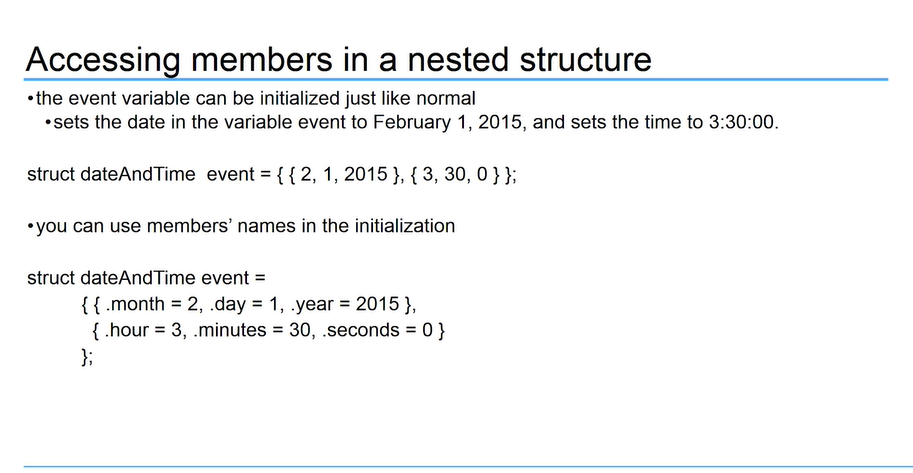 Accessing members in a nested structure
•the event variable can be initialized just like normal
•sets the date in the variable event to February 1, 2015, and sets the time to 3:30:00.
struct dateAndTime  event = { { 2, 1, 2015 }, { 3, 30, 0 } };
•you can use members’ names in the initialization
struct dateAndTime event =
{ { .month = 2, .day = 1, .year = 2015 },
{ .hour = 3, .minutes = 30, .seconds = 0 }
};